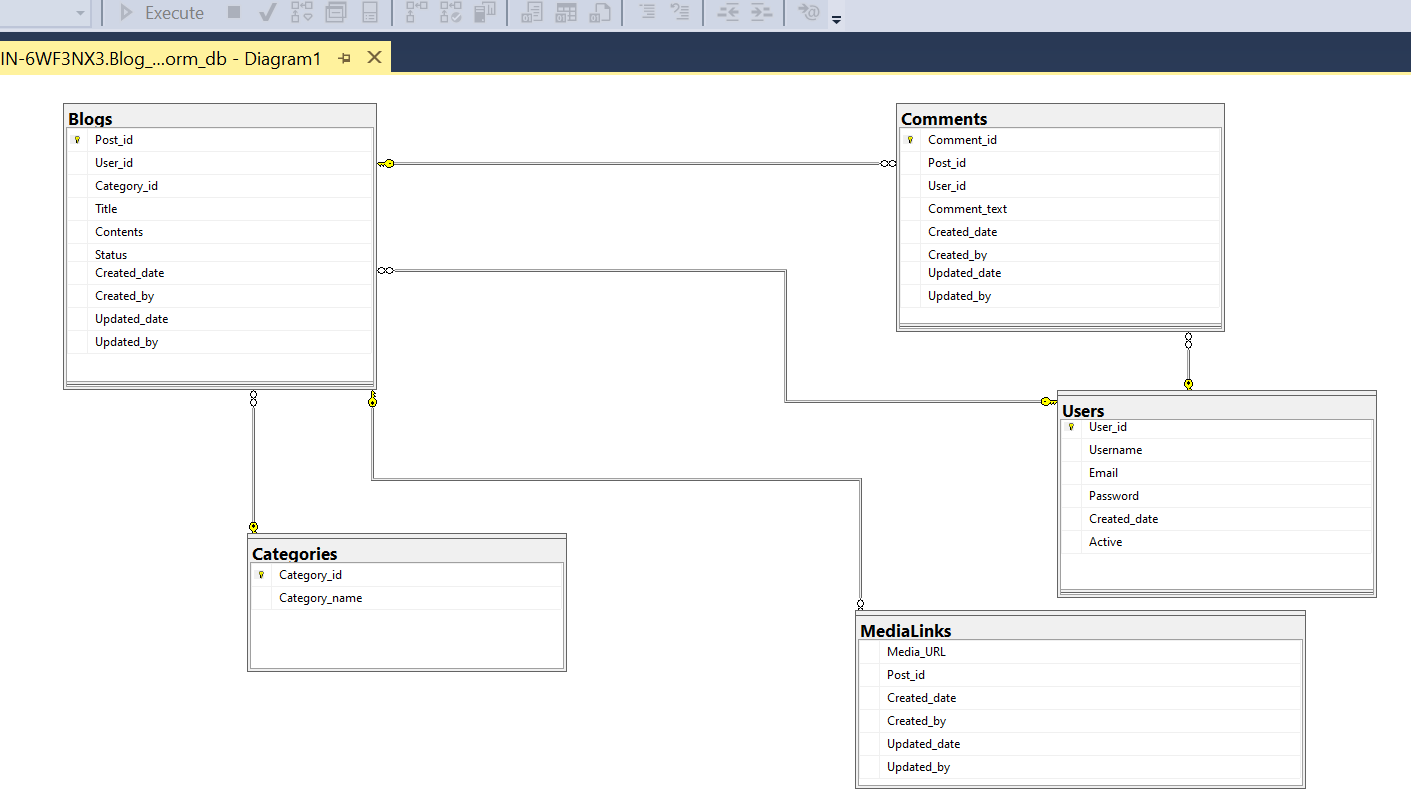 Execute
IN-6WF3NX3.Blog_...orm_db - Diagram1
Blogs
Post_id
User_id
Category_id
Title
Contents
Status
Created_date
Created_by
Updated_date
Updated_by
Comments
Comment_id
Post_id
User_id
Comment_text
Created_date
Created_by
Updated_date
Updated_by
Users
User_id
Username
Email
Password
Created_date
Active
Categories
Category_id
Category_name
MediaLinks
Media_URL
Post_id
Created_date
Created_by
Updated_date
Updated_by